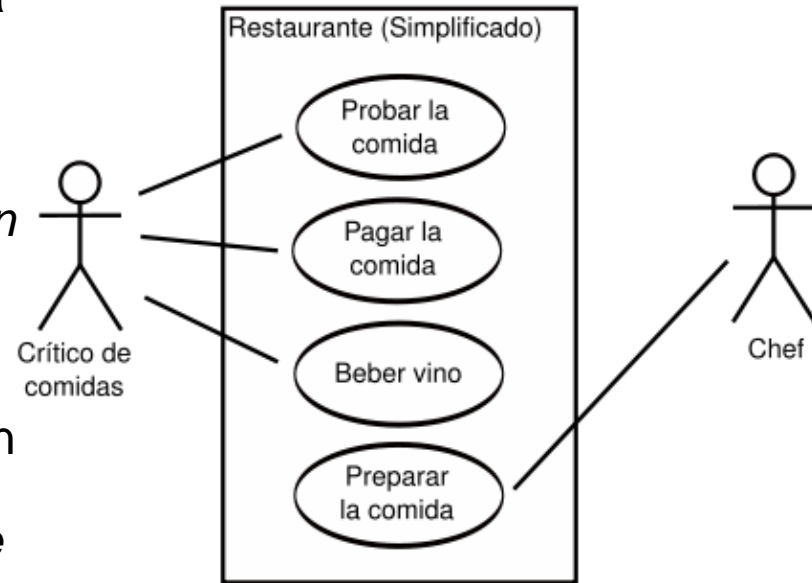 Restaurante (Simplificado)
Probar la
comida
n
Pagar la
comida
Crítico de
comidas
Beber vino
Chef
n
Preparar
la comida
e